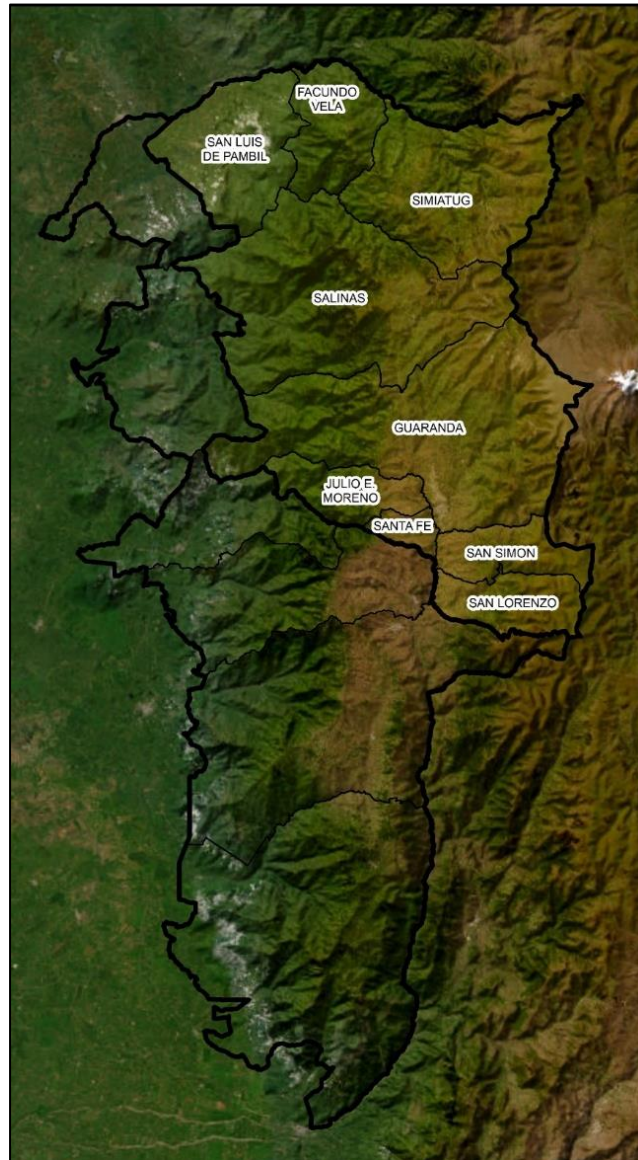 FACUNDO
VELA
SAN LUIS
DE PAMBIL
SIMIATUG
SALINAS
GUARANDA
JULIO E.
MORENO
SANTA FE
SAN SIMON
SAN LORENZO